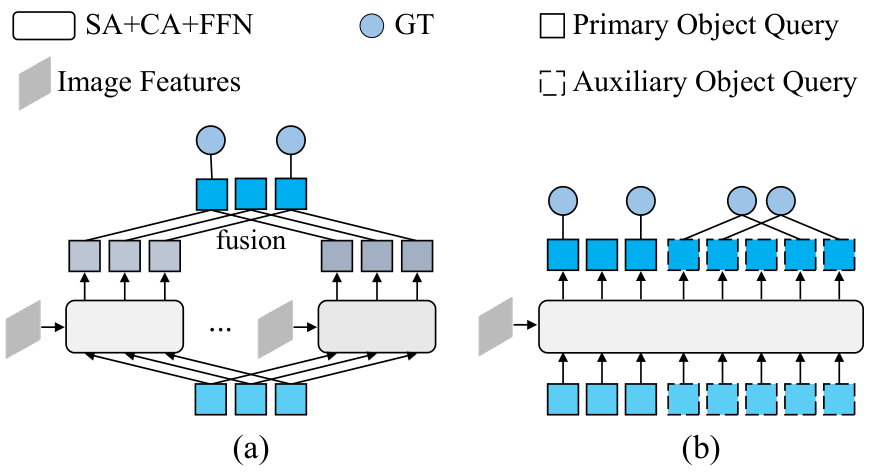 SA+CA+FFN GT Primary Object Query
Image Features Auxiliary Object Query
fusion
...
(a) (b)